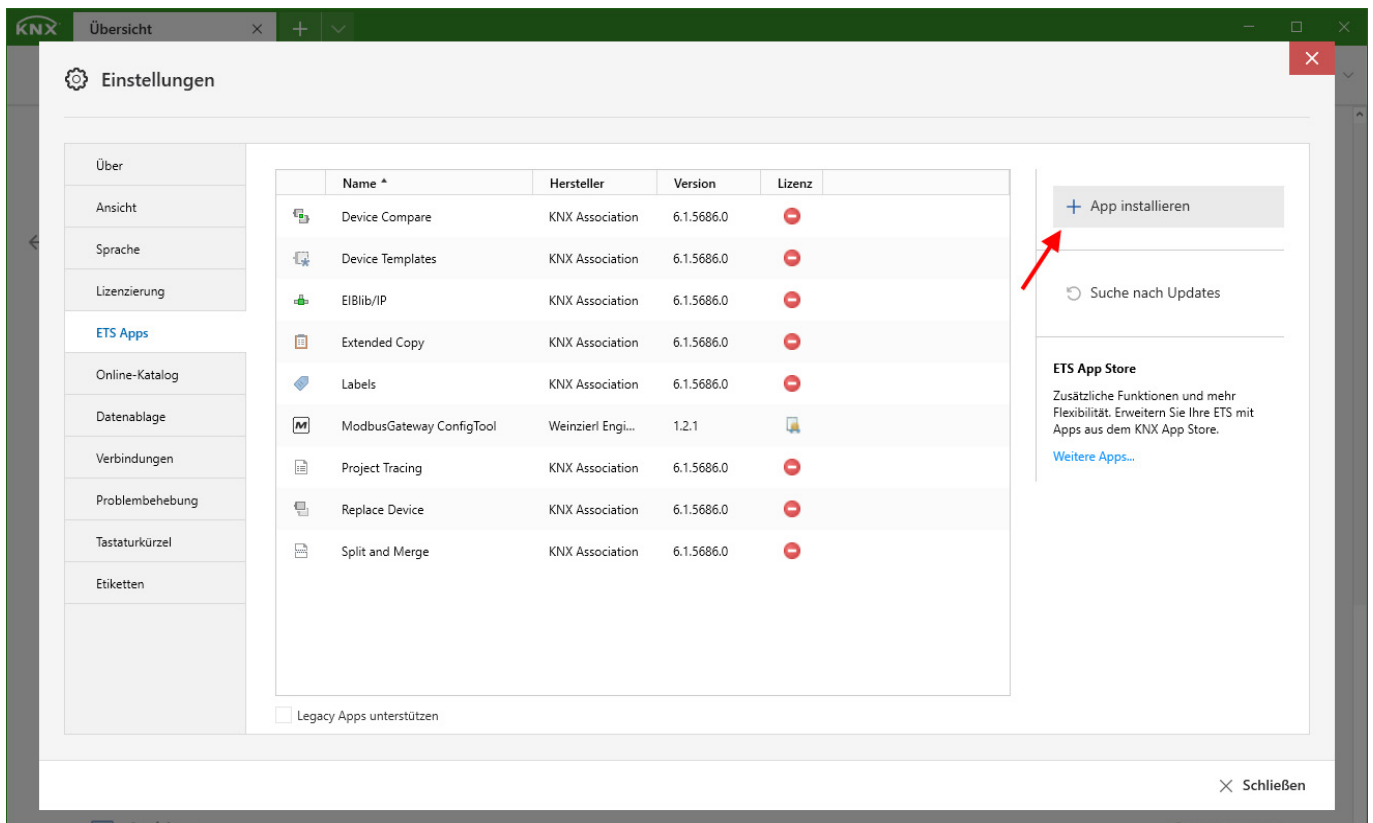 KNX Übersicht
Einstellungen
Über
Ansicht
Sprache
Lizenzierung
ETS Apps
Online-Katalog
Datenablage
Verbindungen
Problembehebung
Tastaturkürzel
Etiketten
Name Hersteller Version Lizenz
Device Compare KNX Association 6.1.5686.0
Device Templates KNX Association 6.1.5686.0
EIBlib/IP KNX Association 6.1.5686.0
Extended Copy KNX Association 6.1.5686.0
Labels KNX Association 6.1.5686.0
M ModbusGateway ConfigTool Weinzierl Engi... 1.2.1
Project Tracing KNX Association 6.1.5686.0
Replace Device KNX Association 6.1.5686.0
Split and Merge KNX Association 6.1.5686.0
Legacy Apps unterstützen
App installieren
Suche nach Updates
ETS App Store
Zusätzliche Funktionen und mehr
Flexibilität. Erweitern Sie Ihre ETS mit
Apps aus dem KNX App Store.
Weitere Apps...
Schließen